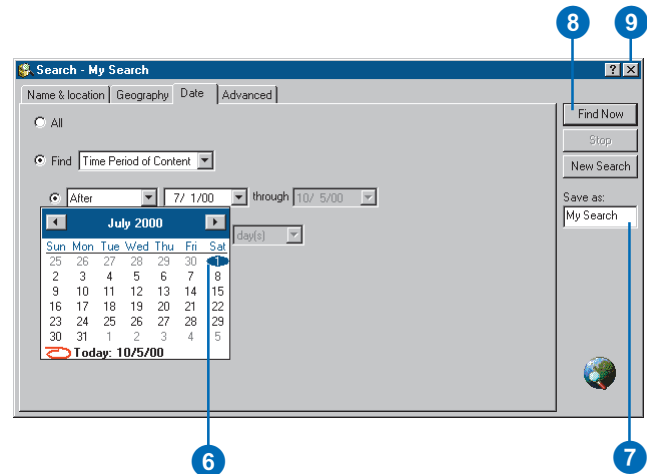 8 9
Search - My Search
Name & location Geography Date Advanced
All
Find Time Period of Content
After 7/ 1/00 through 10/ 5/00
day(s)
July 2000
Sun Mon Tue Wed Thu Fri Sat
25 26 27 28 29 30 1
2 3 4 5 6 7 8
9 10 11 12 13 14 15
16 17 18 19 20 21 22
23 24 25 26 27 28 29
30 31 1 2 3 4 5
Today: 10/5/00
Find Now
Stop
New Search
Save as:
My Search
6 7